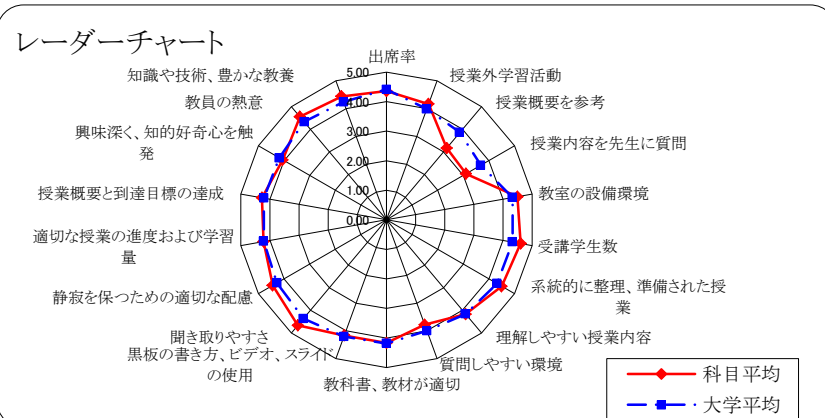 レーダーチャート
出席率
授業外学習活動
授業概要を参考
授業内容を先生に質問
教室の設備環境
受講学生数
系統的に整理、準備された授
業
理解しやすい授業内容
質問しやすい環境
教科書、教材が適切
黒板の書き方、ビデオ、スライド
の使用
聞き取りやすさ
静寂を保つための適切な配慮
適切な授業の進度および学習
量
授業概要と到達目標の達成
興味深く、知的好奇心を触
発
教員の熱意
知識や技術、豊かな教養
5.00
4.00
3.00
2.00
1.00
0.00
科目平均
大学平均